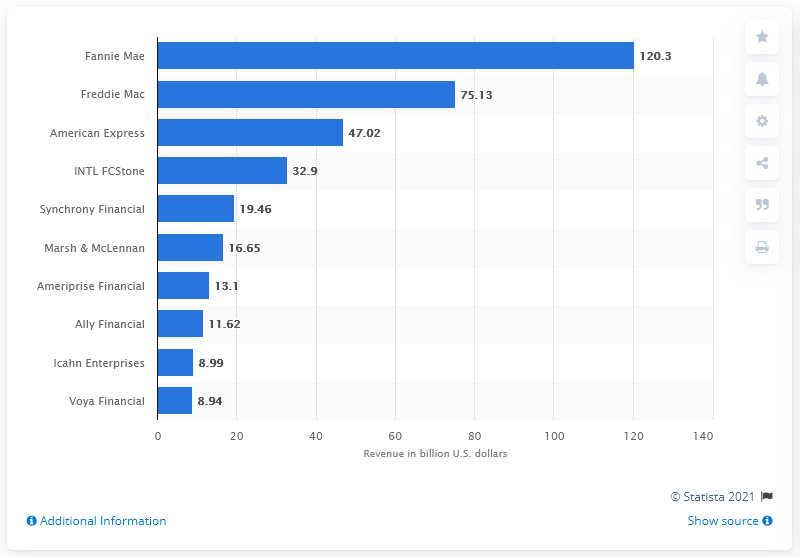 Fannie Mae 120.3
Freddie Mac 75.13
American Express 47.02
INTL FCStone 32.9
Synchrony Financial 19.46
Marsh & McLennan 16.65
Ameriprise Financial 13.1
Ally Financial 11.62
Icahn Enterprises 8.99
Voya Financial 8.94
0 20 40 60 80 100 120 140
Revenue in billion U.S. dollars
© Statista 2021
Additional Information Show source